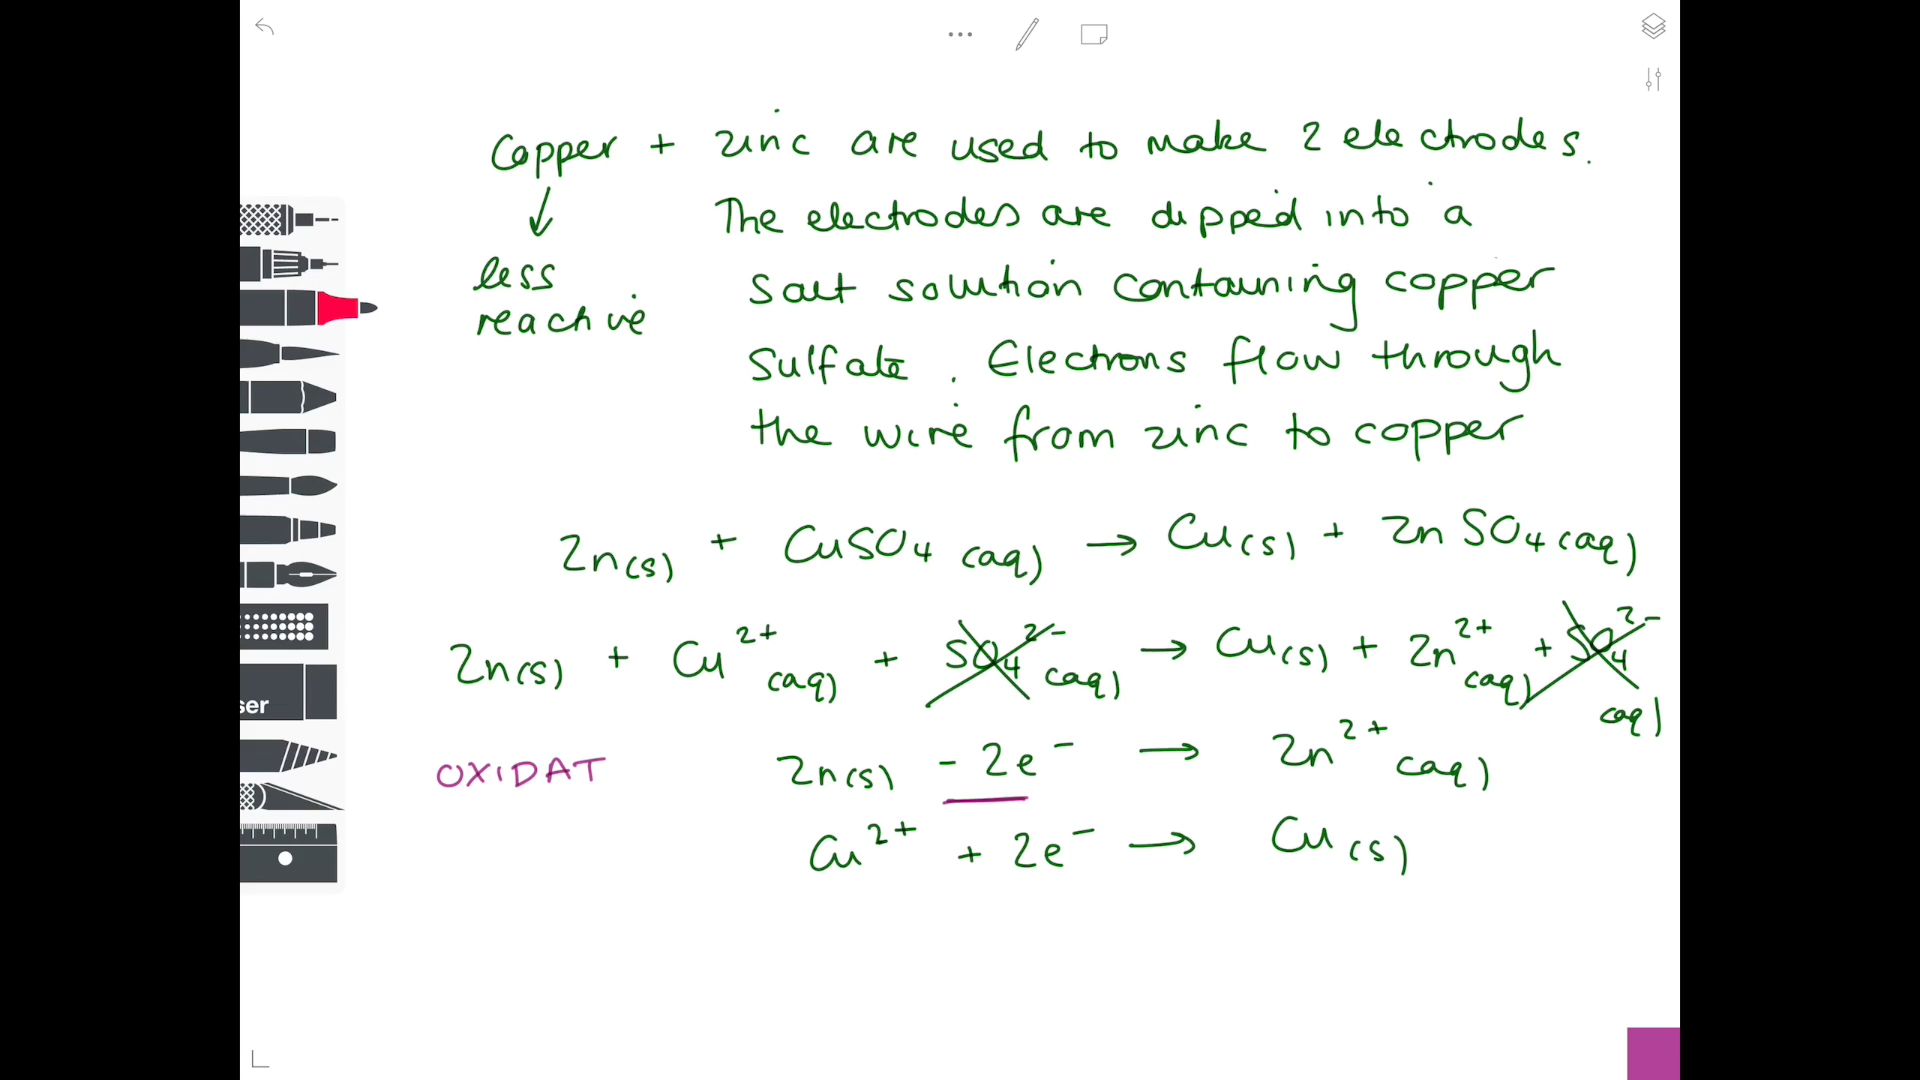 Copper + zinc are used to make 2 electrodes.
↓ The electrodes are dipped into a
less salt solution containing copper
reactive sulfate. Electrons flow through
the wire from zinc to copper
Zn(s) + CuSO4 (aq) → Cu(s) + ZnSO4(aq)
Zn(s) + Cu²⁺(aq) + SO4²⁻(aq) → Cu(s) + Zn²⁺(aq) + SO4²⁻(aq)
OXIDAT Zn(s) - 2e⁻ → Zn²⁺(aq)
Cu²⁺ + 2e⁻ → Cu(s)
ser